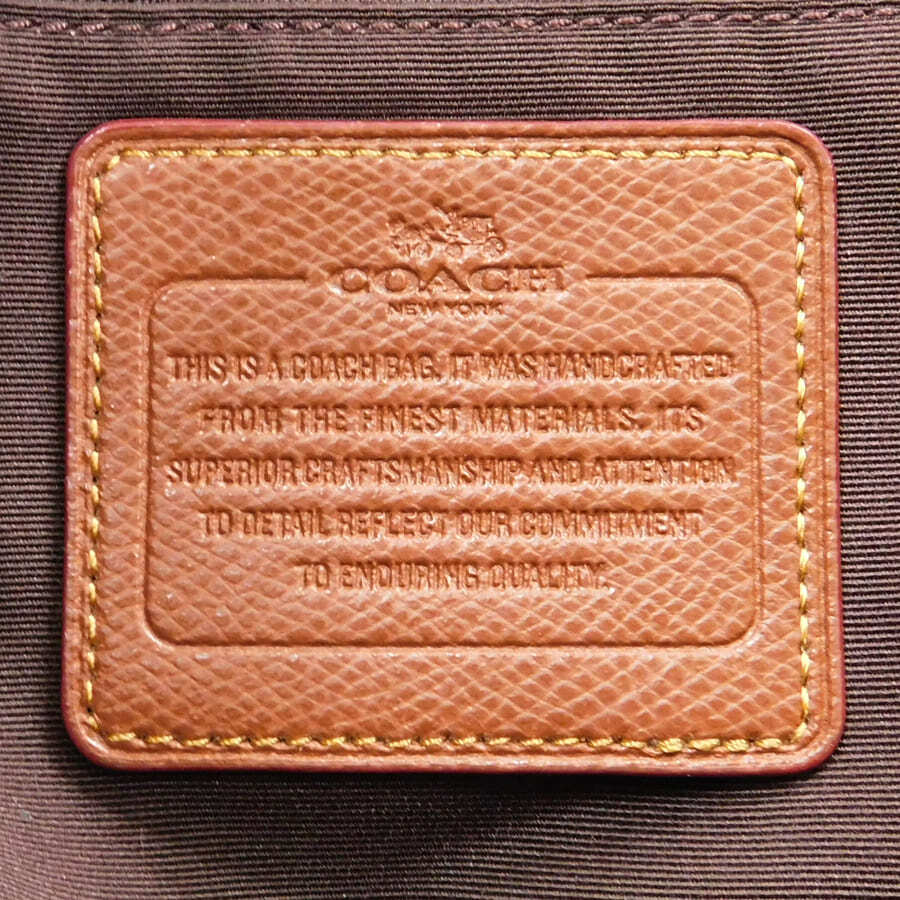 COACH
NEW YORK
THIS IS A COACH BAG. IT WAS HANDCRAFTED
FROM THE FINEST MATERIALS. IT'S
SUPERIOR CRAFTSMANSHIP AND ATTENTION
TO DETAIL REFLECT OUR COMMITMENT
TO ENDURING QUALITY.